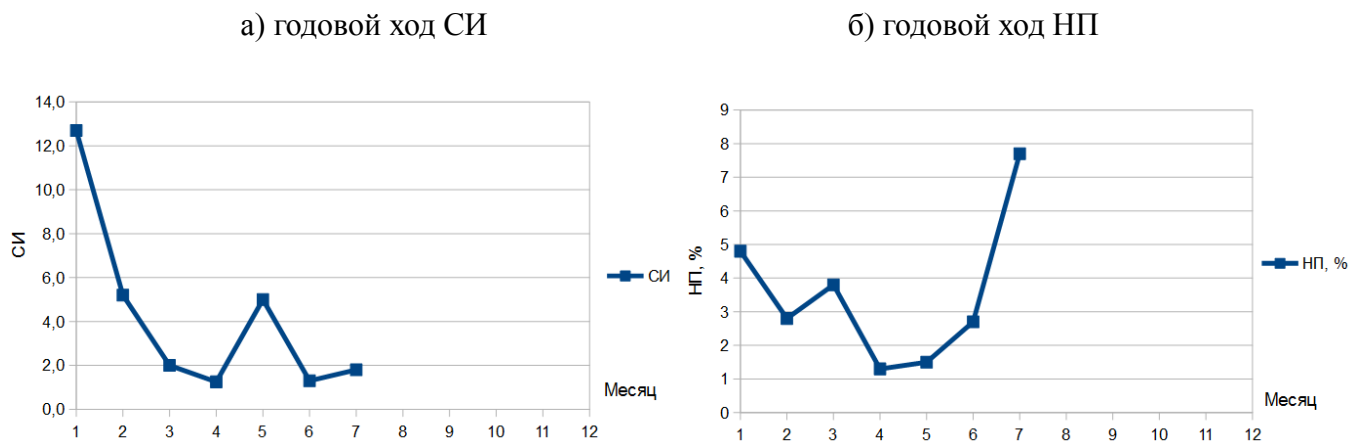 а) годовой ход СИ
б) годовой ход НП
14,0
12,0
10,0
8,0
6,0
4,0
2,0
0,0
СИ
СИ
Месяц
1 2 3 4 5 6 7 8 9 10 11 12
9
8
7
6
5
4
3
2
1
0
НП, %
НП, %
Месяц
1 2 3 4 5 6 7 8 9 10 11 12